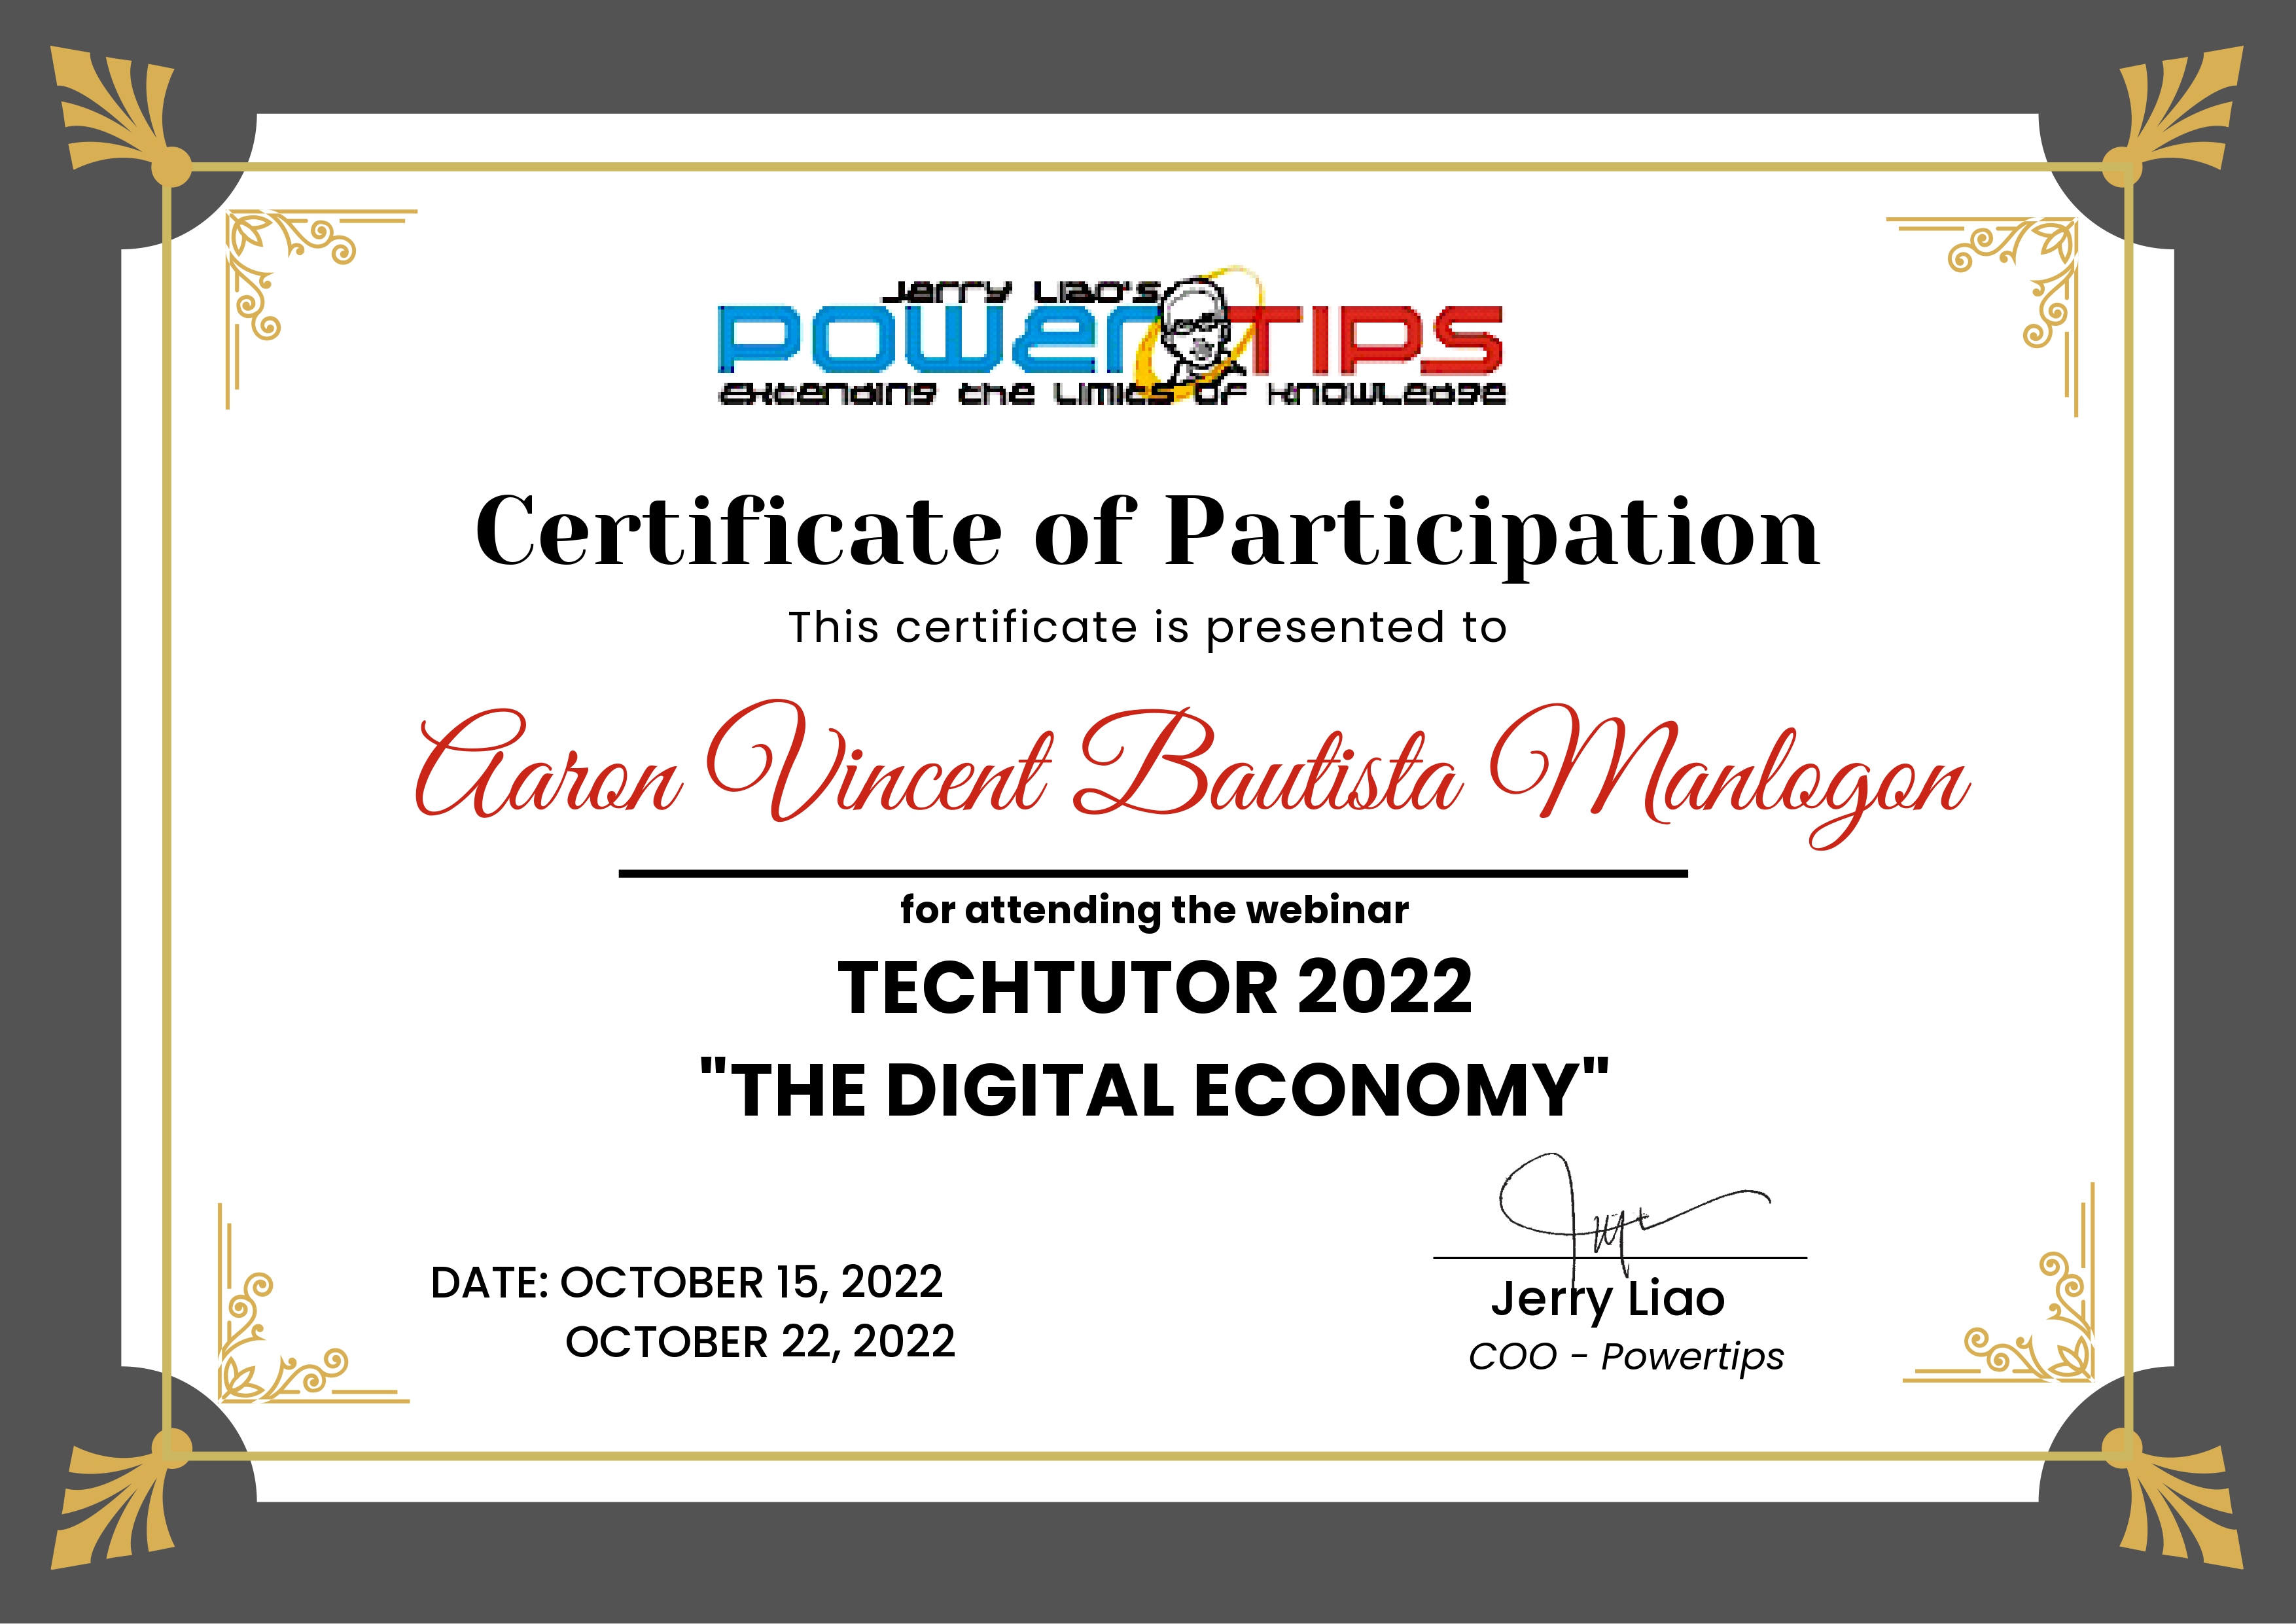 Jerry Liao's
POWER TIPS
extending the limits of knowledge
Certificate of Participation
This certificate is presented to
Aaron Vincent Bautista Manlogon
for attending the webinar
TECHTUTOR 2022
"THE DIGITAL ECONOMY"
DATE: OCTOBER 15, 2022
OCTOBER 22, 2022
Jerry Liao
COO - Powertips